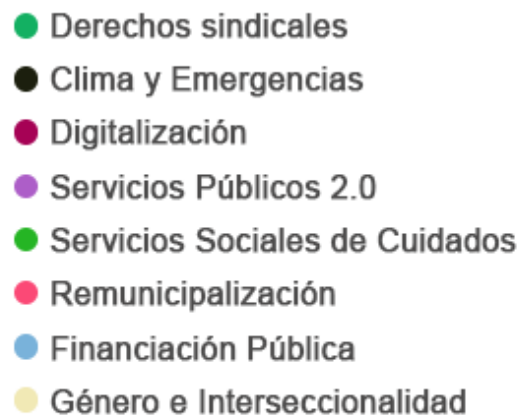 Derechos sindicales
Clima y Emergencias
Digitalización
Servicios Públicos 2.0
Servicios Sociales de Cuidados
Remunicipalización
Financiación Pública
Género e Interseccionalidad